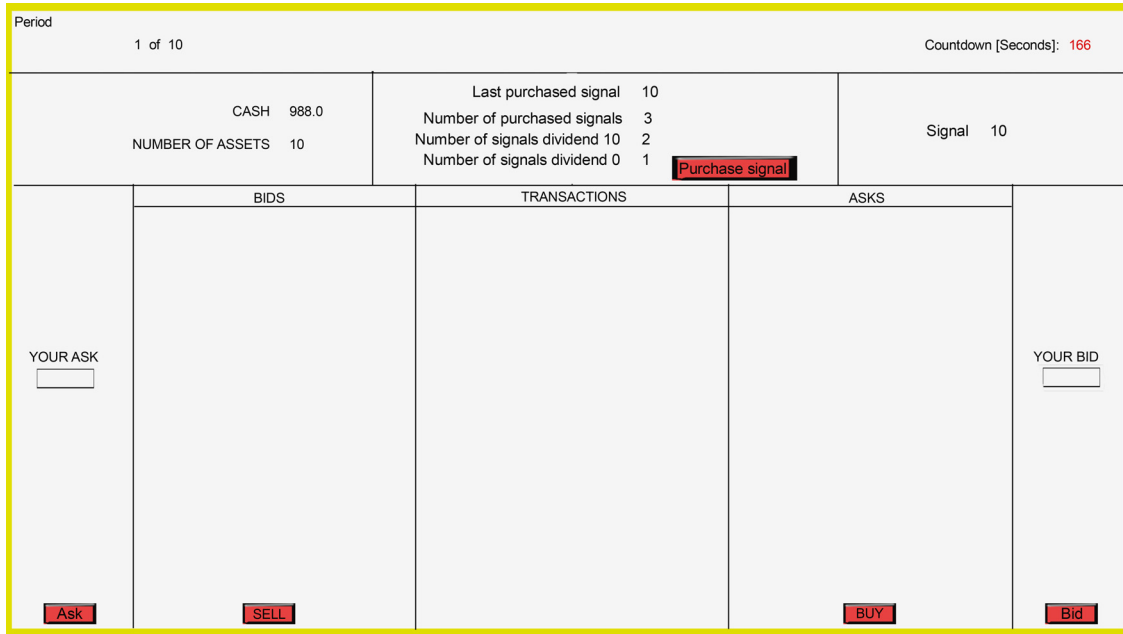 Period
1 of 10
Countdown [Seconds]: 166
CASH 988.0
NUMBER OF ASSETS 10
Last purchased signal 10
Number of purchased signals 3
Number of signals dividend 10 2
Number of signals dividend 0 1
Purchase signal
Signal 10
BIDS
TRANSACTIONS
ASKS
YOUR ASK
YOUR BID
Ask
SELL
BUY
Bid